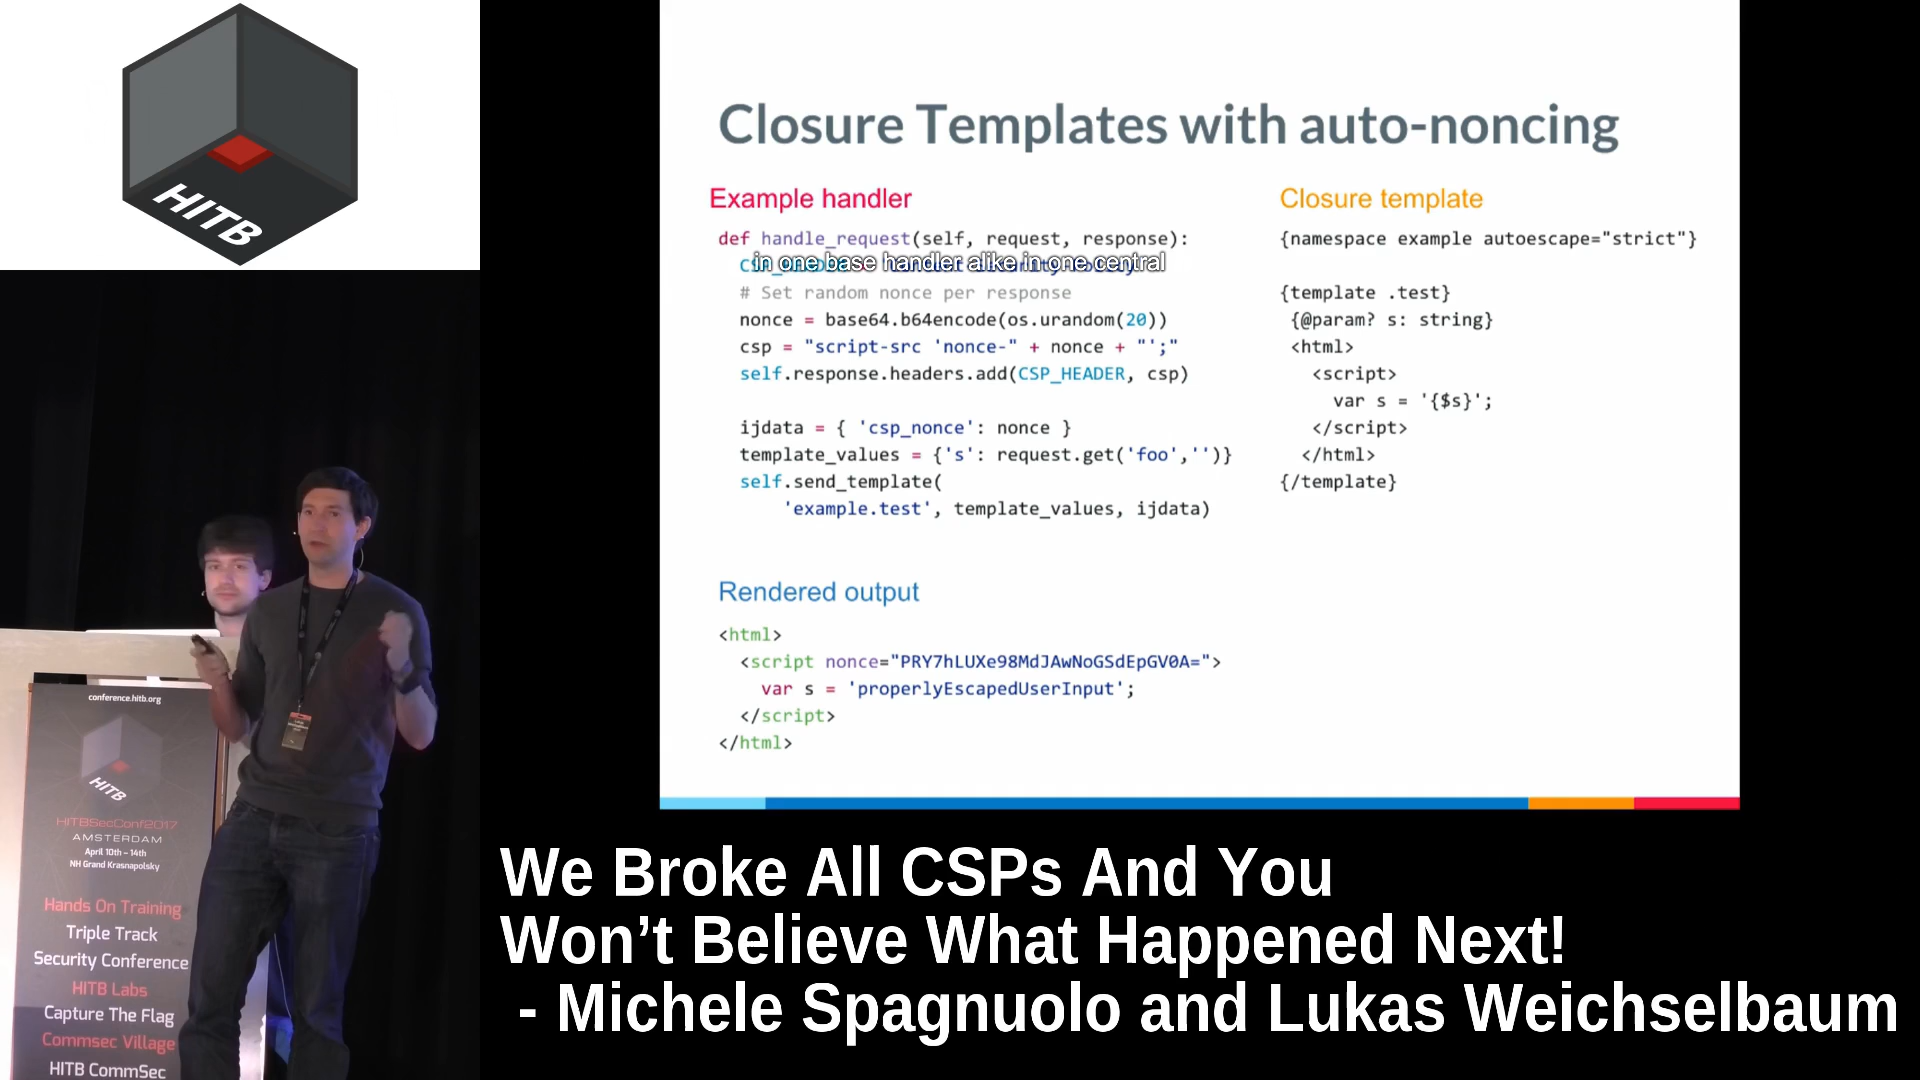 HITB
Closure Templates with auto-noncing
Example handler
def handle_request(self, request, response):
in one base handler alike in one central
# Set random nonce per response
nonce = base64.b64encode(os.urandom(20))
csp = "script-src 'nonce-" + nonce + "';"
self.response.headers.add(CSP_HEADER, csp)
ijdata = { 'csp_nonce': nonce }
template_values = {'s': request.get('foo','')}
self.send_template(
'example.test', template_values, ijdata)
Closure template
{namespace example autoescape="strict"}
{template .test}
{@param? s: string}
<html>
<script>
var s = '{$s}';
</script>
</html>
{/template}
Rendered output
<html>
<script nonce="PRY7hLUXe98MdJAwNoGSdEpGV0A=">
var s = 'properlyEscapedUserInput';
</script>
</html>
conference.hitb.org
HITB
HITBSecConf2017
AMSTERDAM
April 10th - 14th
NH Grand Krasnapolsky
Hands On Training
Triple Track
Security Conference
HITB Labs
Capture The Flag
Commsec Village
HITB CommSec
We Broke All CSPs And You
Won't Believe What Happened Next!
- Michele Spagnuolo and Lukas Weichselbaum